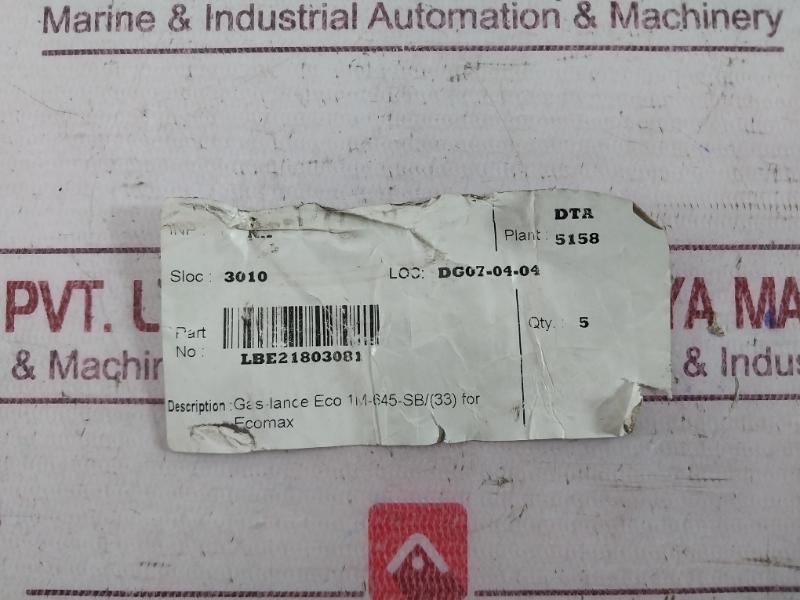 Marine & Industrial Automation & Machinery
DTA
Plant : 5158
Sloc : 3010 LOC: DG07-04-04
PVT.
YA MA
Part No : LBE21803081
Qty. : 5
& Machin
& Indus
Description : Gas lance Eco 1M-645-SB/(33) for
Ecomax